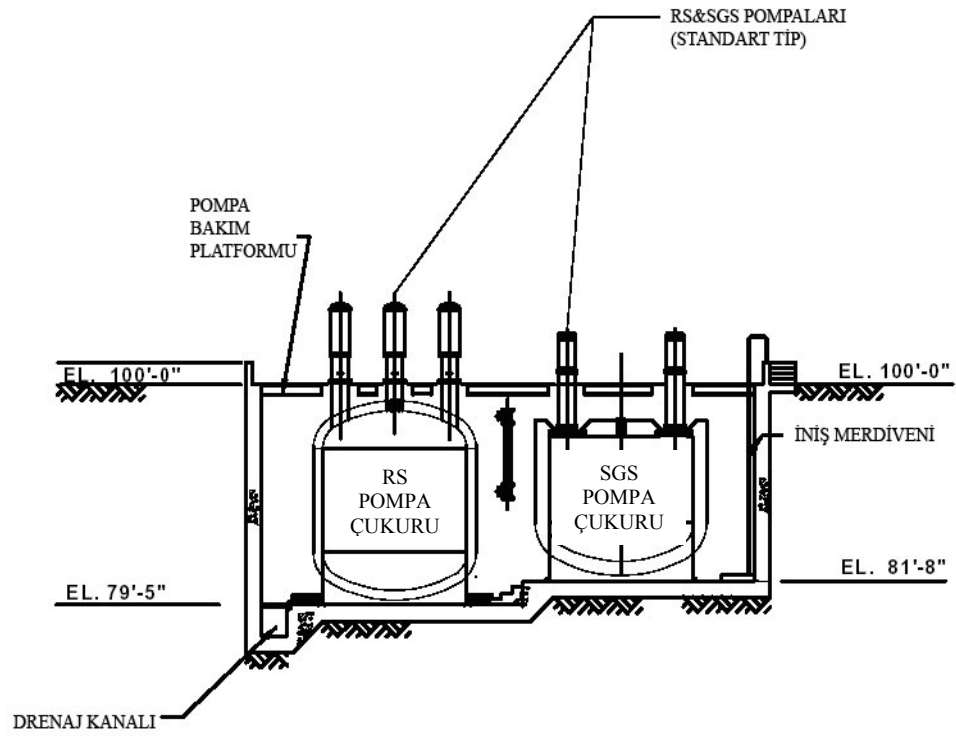 RS&SGS POMPALARI
(STANDART TİP)
POMPA
BAKIM
PLATFORMU
EL. 100'-0"
EL. 100'-0"
İNİŞ MERDİVENİ
RS
POMPA
ÇUKURU
SGS
POMPA
ÇUKURU
EL. 79'-5"
EL. 81'-8"
DRENAJ KANALI